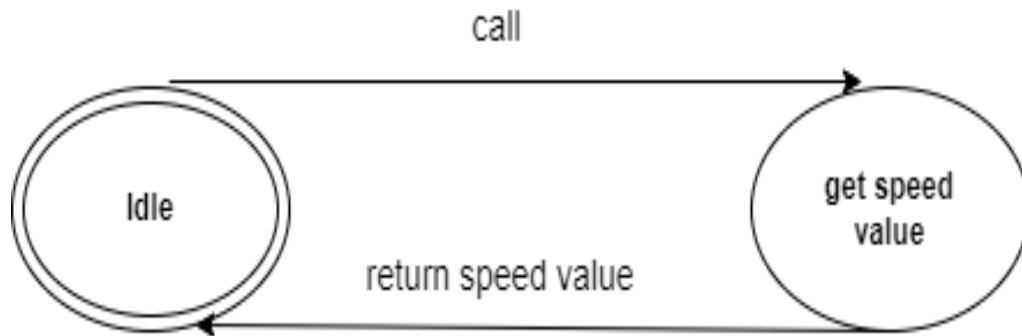 call
Idle
get speed
value
return speed value